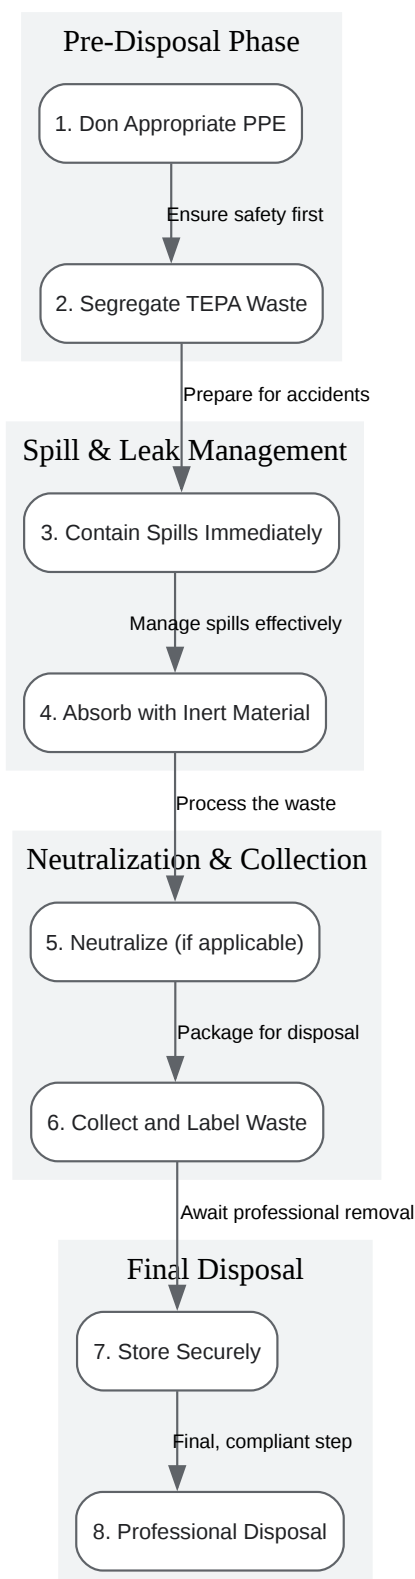 Pre-Disposal Phase
1. Don Appropriate PPE
Ensure safety first
2. Segregate TEPA Waste
Prepare for accidents
Spill & Leak Management
3. Contain Spills Immediately
Manage spills effectively
4. Absorb with Inert Material
Process the waste
Neutralization & Collection
5. Neutralize (if applicable)
Package for disposal
6. Collect and Label Waste
Await professional removal
Final Disposal
7. Store Securely
Final, compliant step
8. Professional Disposal